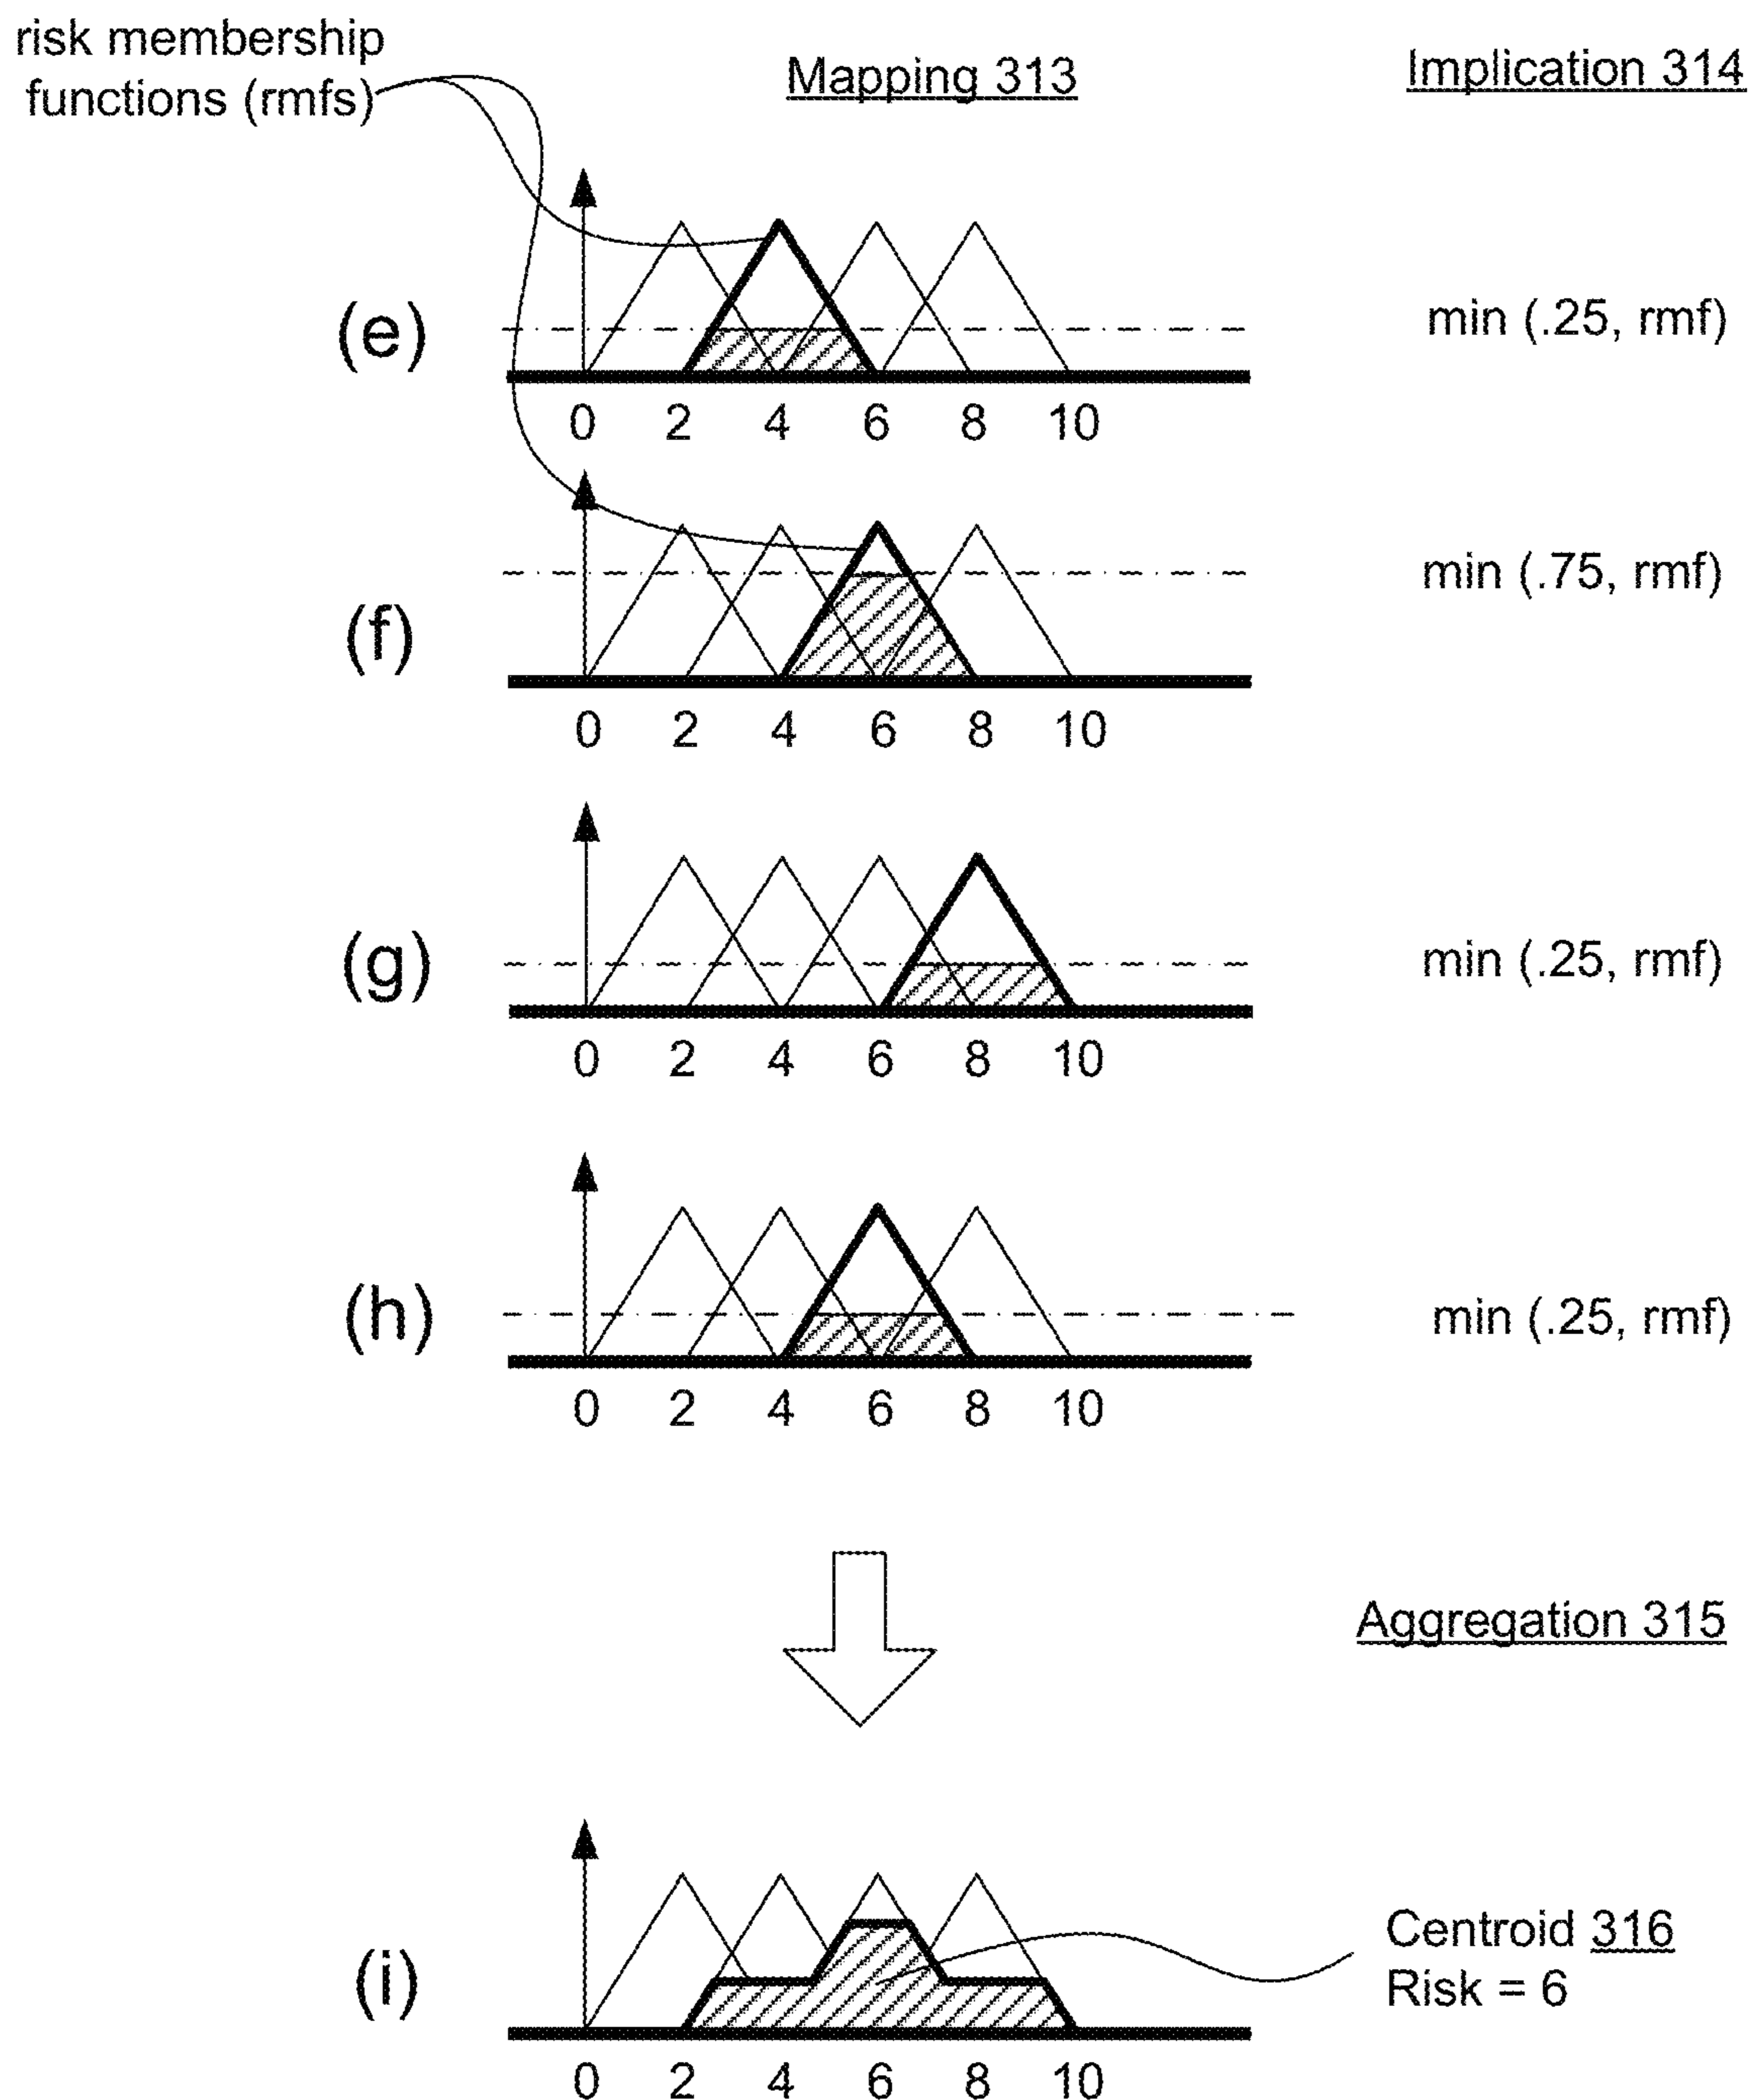 risk membership
functions (rmfs)
Mapping 313
Implication 314
(e)
min (.25, rmf)
0 2 4 6 8 10
(f)
min (.75, rmf)
0 2 4 6 8 10
(g)
min (.25, rmf)
0 2 4 6 8 10
(h)
min (.25, rmf)
0 2 4 6 8 10
Aggregation 315
(i)
Centroid 316
Risk = 6
0 2 4 6 8 10